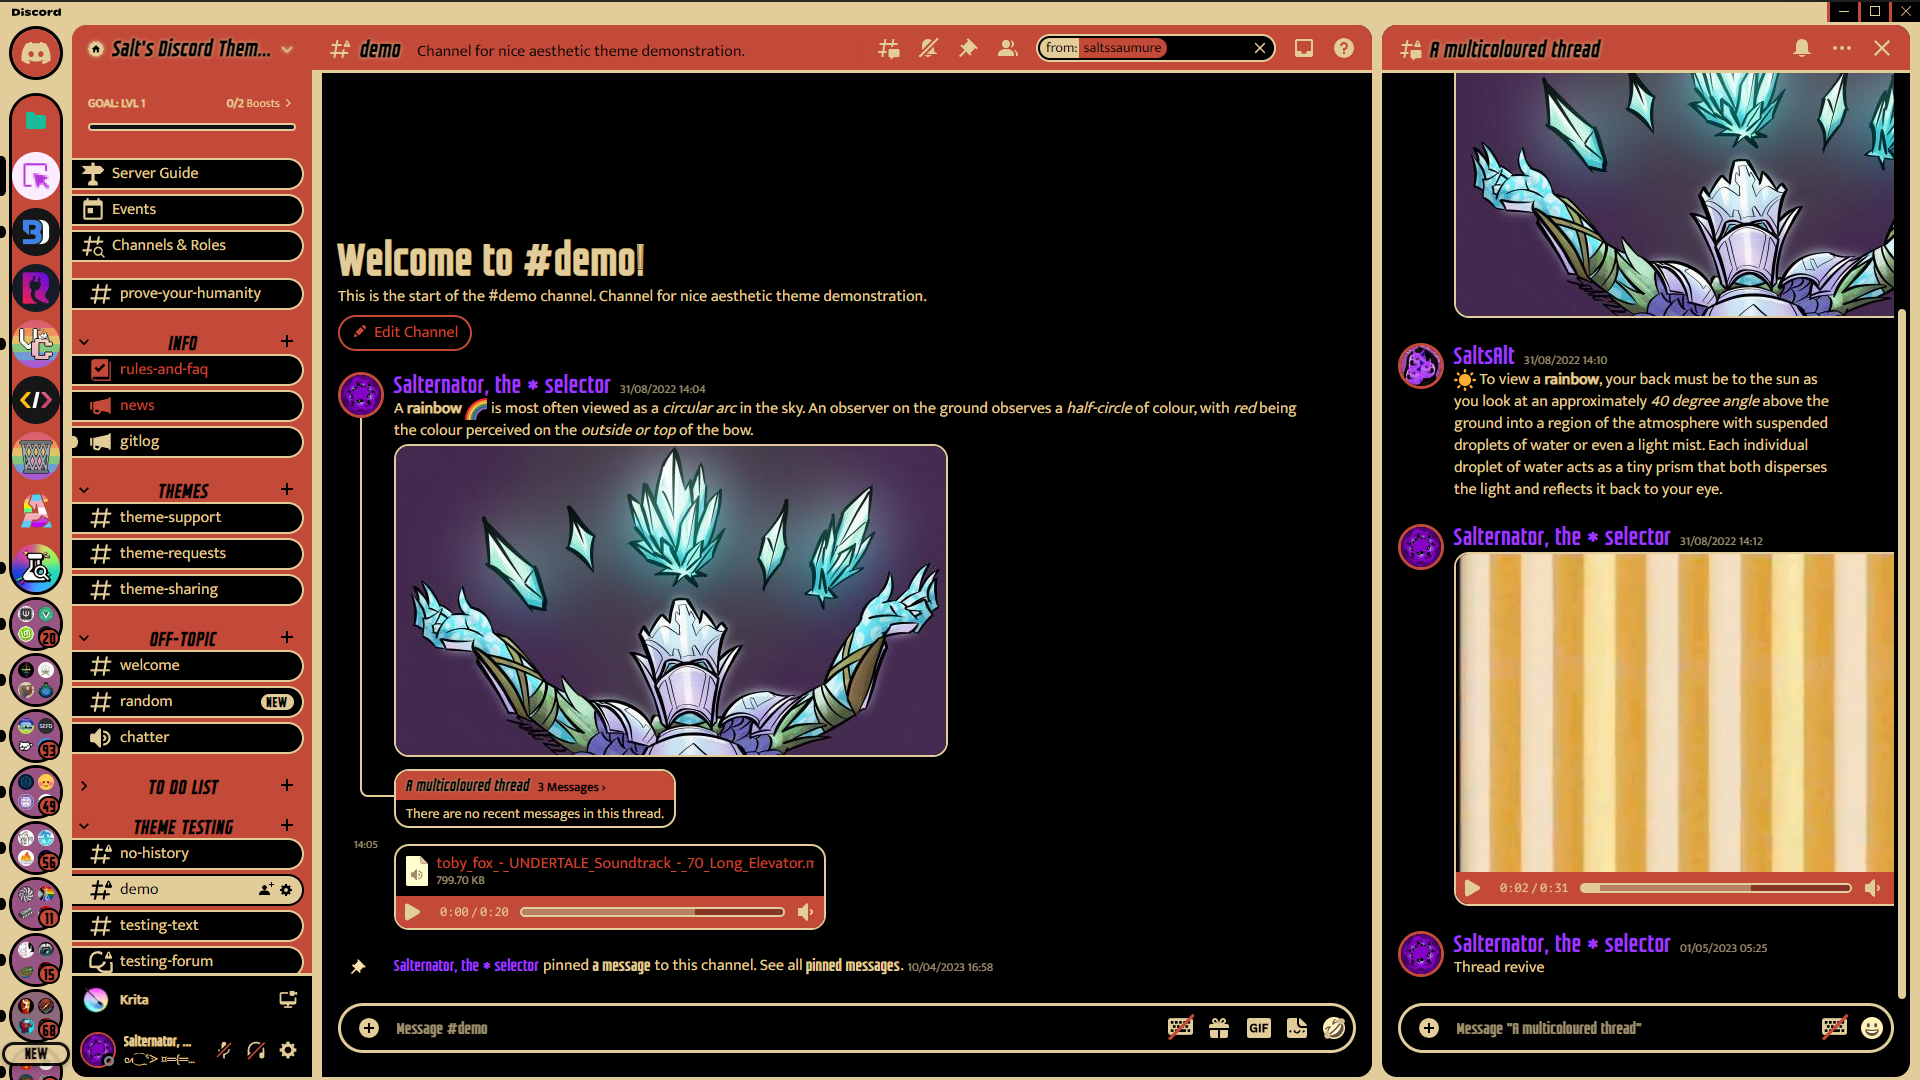 Discord
Salt's Discord Them...
GOAL: LVL 1
0/2 Boosts
Server Guide
Events
Channels & Roles
prove-your-humanity
INFO
rules-and-faq
news
gitlog
THEMES
theme-support
theme-requests
theme-sharing
OFF-TOPIC
welcome
random
NEW
chatter
TO DO LIST
THEME TESTING
no-history
demo
testing-text
testing-forum
Krita
Salternator, ...
20
93
49
56
11
15
68
NEW
demo
Channel for nice aesthetic theme demonstration.
from: saltssaumure
Welcome to #demo!
This is the start of the #demo channel. Channel for nice aesthetic theme demonstration.
Edit Channel
Salternator, the * selector 31/08/2022 14:04
A rainbow 🌈 is most often viewed as a circular arc in the sky. An observer on the ground observes a half-circle of colour, with red being
the colour perceived on the outside or top of the bow.
A multicoloured thread 3 Messages ›
There are no recent messages in this thread.
14:05
toby_fox_-_UNDERTALE_Soundtrack_-_70_Long_Elevator.m
799.70 KB
0:00/0:20
Salternator, the * selector pinned a message to this channel. See all pinned messages. 10/04/2023 16:58
Message #demo
GIF
A multicoloured thread
SaltsAlt 31/08/2022 14:10
☀️ To view a rainbow, your back must be to the sun as
you look at an approximately 40 degree angle above the
ground into a region of the atmosphere with suspended
droplets of water or even a light mist. Each individual
droplet of water acts as a tiny prism that both disperses
the light and reflects it back to your eye.
Salternator, the * selector 31/08/2022 14:12
0:02/0:31
Salternator, the * selector 01/05/2023 05:25
Thread revive
Message "A multicoloured thread"